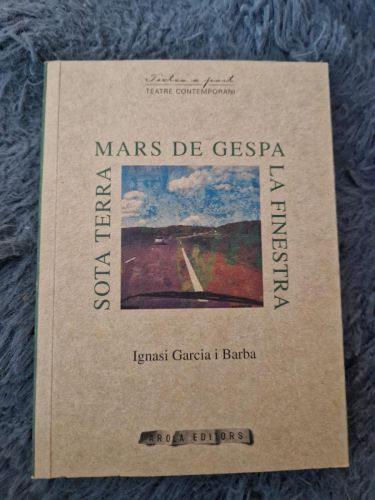 Textos a part
TEATRE CONTEMPORANI
SOTA TERRA
MARS DE GESPA
LA FINESTRA
Ignasi Garcia i Barba
AROLA EDITORS